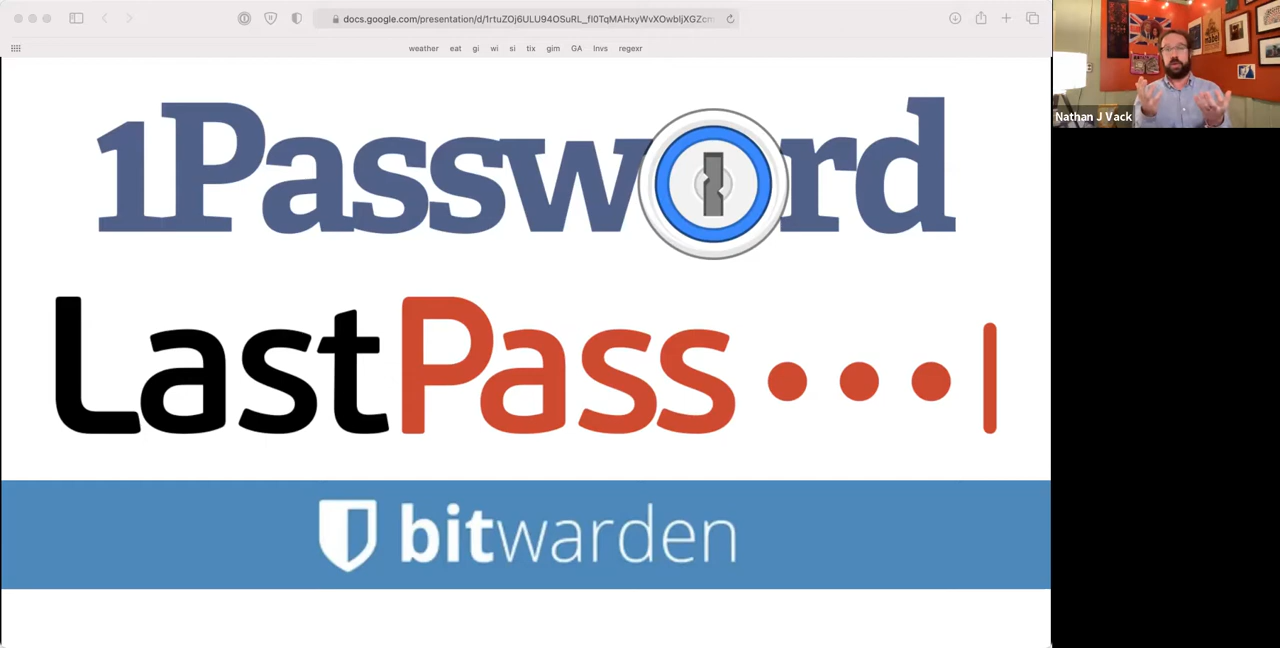 docs.google.com/presentation/d/1rtuZOj6ULU94OSuRL_fI0TqMAHxyWvXOwbljXGZcm
weather eat gi wi si tix gim GA Invs regexr
1Password
LastPass...|
bitwarden
Nathan J Vack